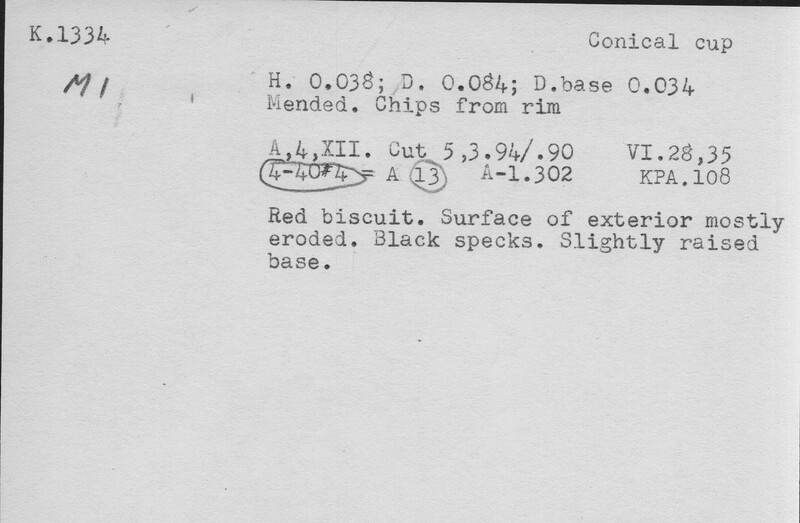 K.1334
Conical cup
M 1
H. 0.038; D. 0.084; D.base 0.034
Mended. Chips from rim
A,4,XII. Cut 5,3.94/.90 VI.28,35
4-40#4 = A 13 A-1.302 KPA.108
Red biscuit. Surface of exterior mostly
eroded. Black specks. Slightly raised
base.